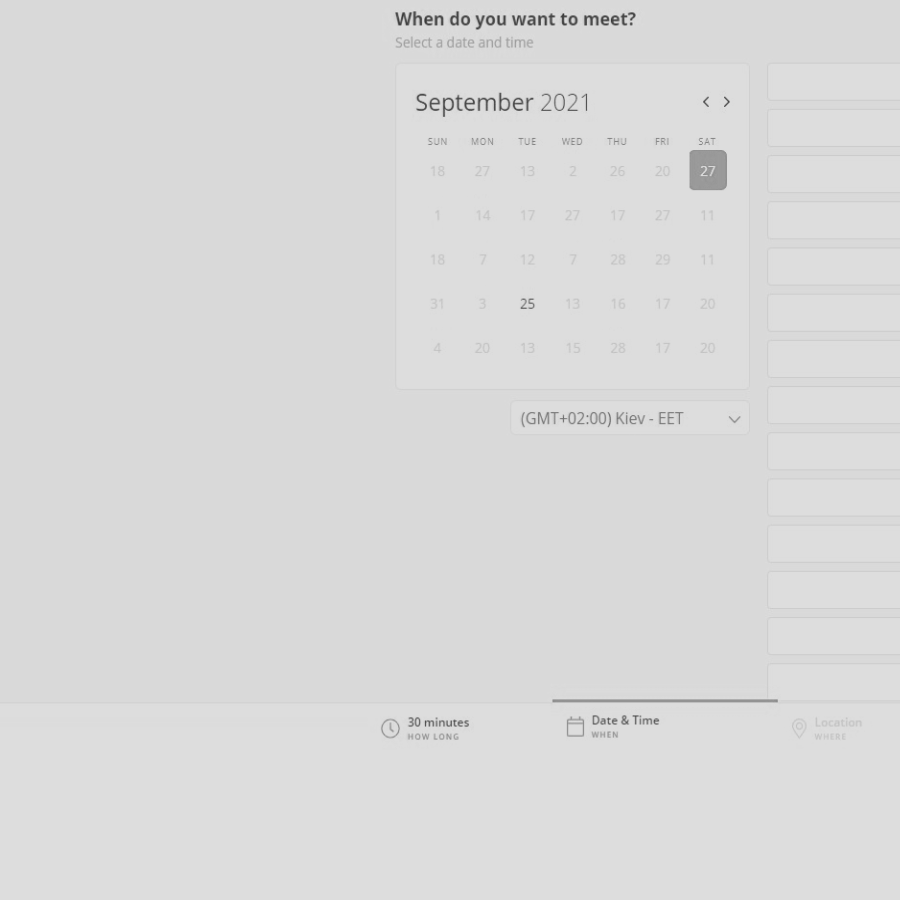 When do you want to meet?
Select a date and time
September 2021
SUN MON TUE WED THU FRI SAT
18 27 13 2 26 20 27
1 14 17 27 17 27 11
18 7 12 7 28 29 11
31 3 25 13 16 17 20
4 20 13 15 28 17 20
(GMT+02:00) Kiev - EET
30 minutes
HOW LONG
Date & Time
WHEN
Location
WHERE